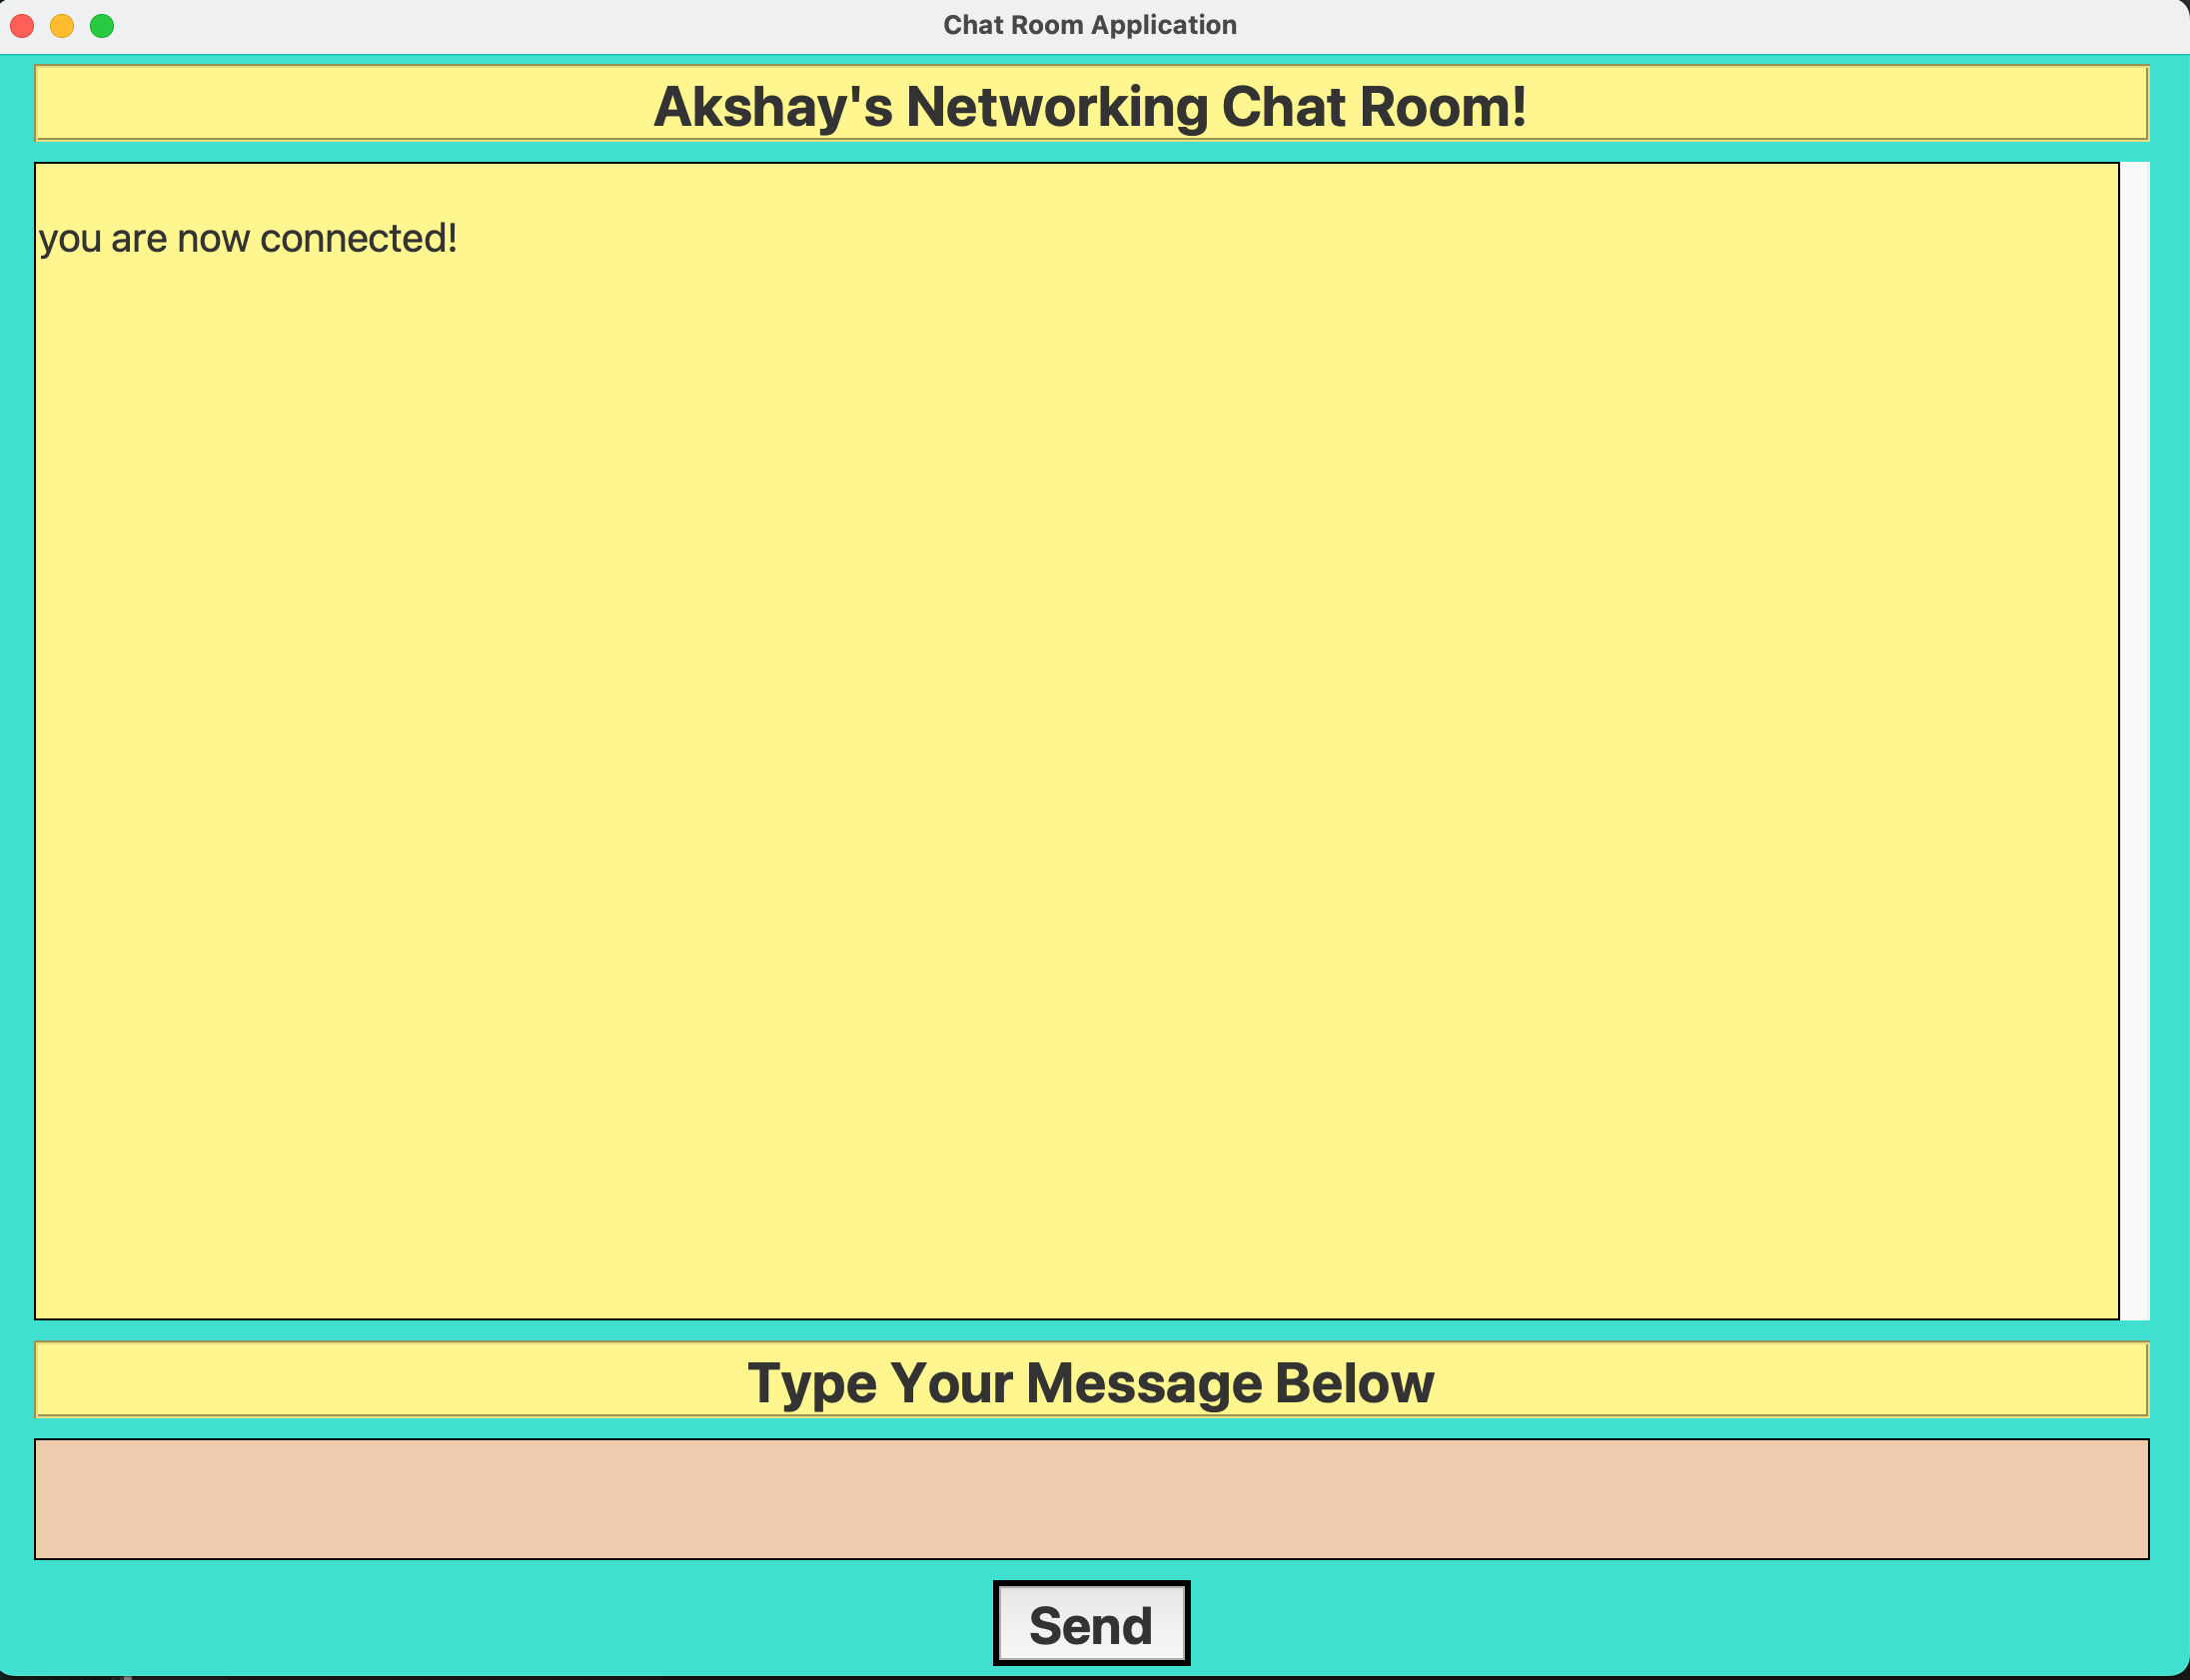 Chat Room Application
Akshay's Networking Chat Room!
you are now connected!
Type Your Message Below
Send